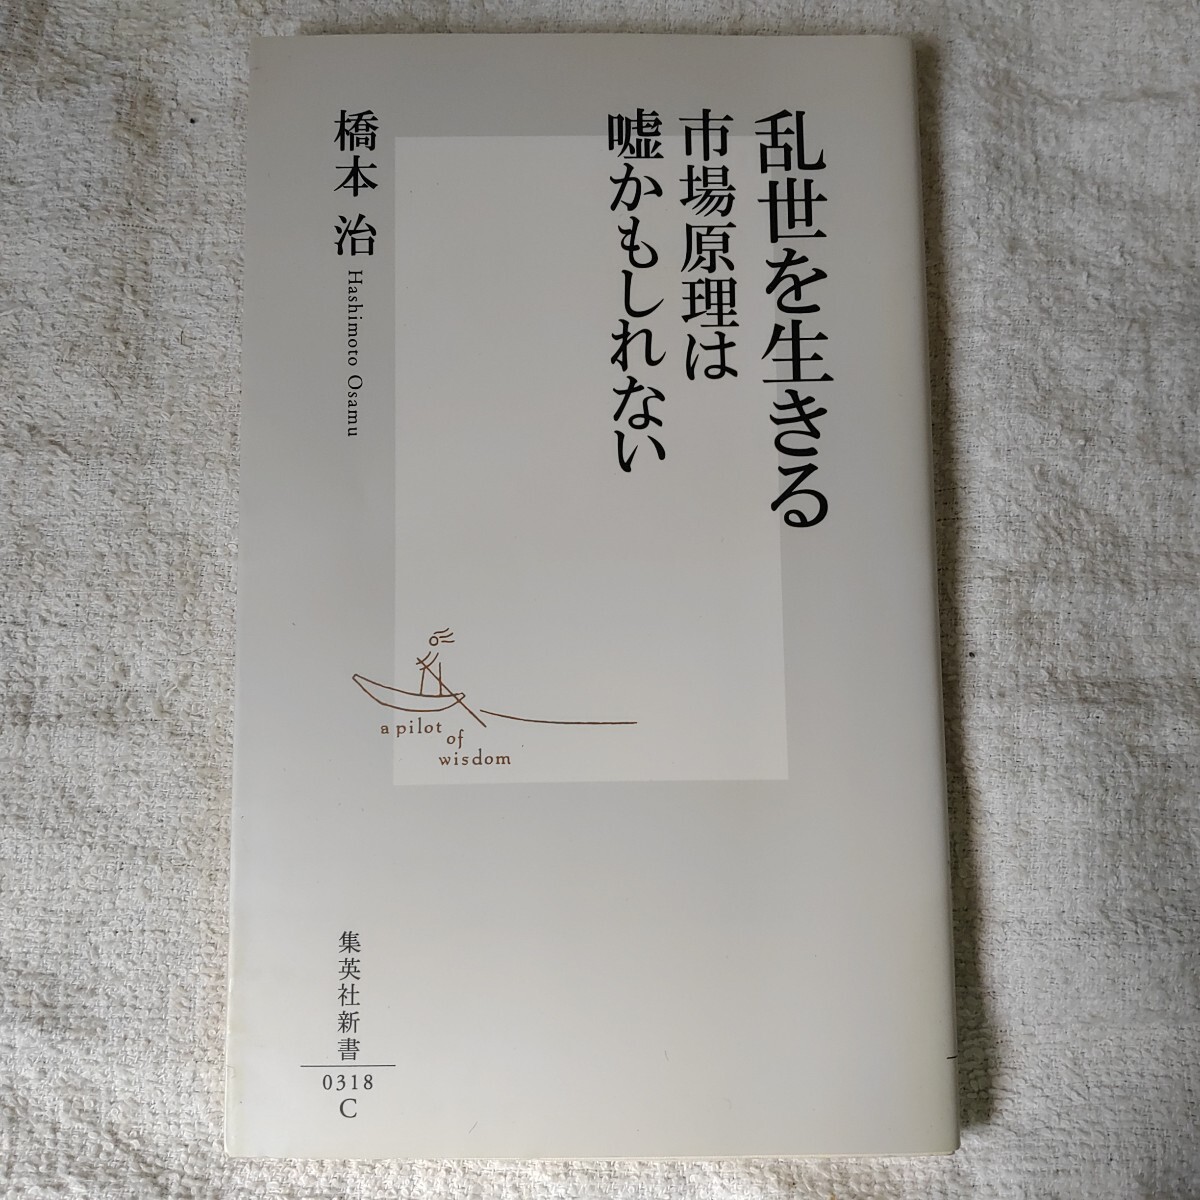 乱世を生きる
市場原理は
嘘かもしれない
橋本 治
Hashimoto Osamu
a pilot
of
wisdom
集英社新書
0318
C